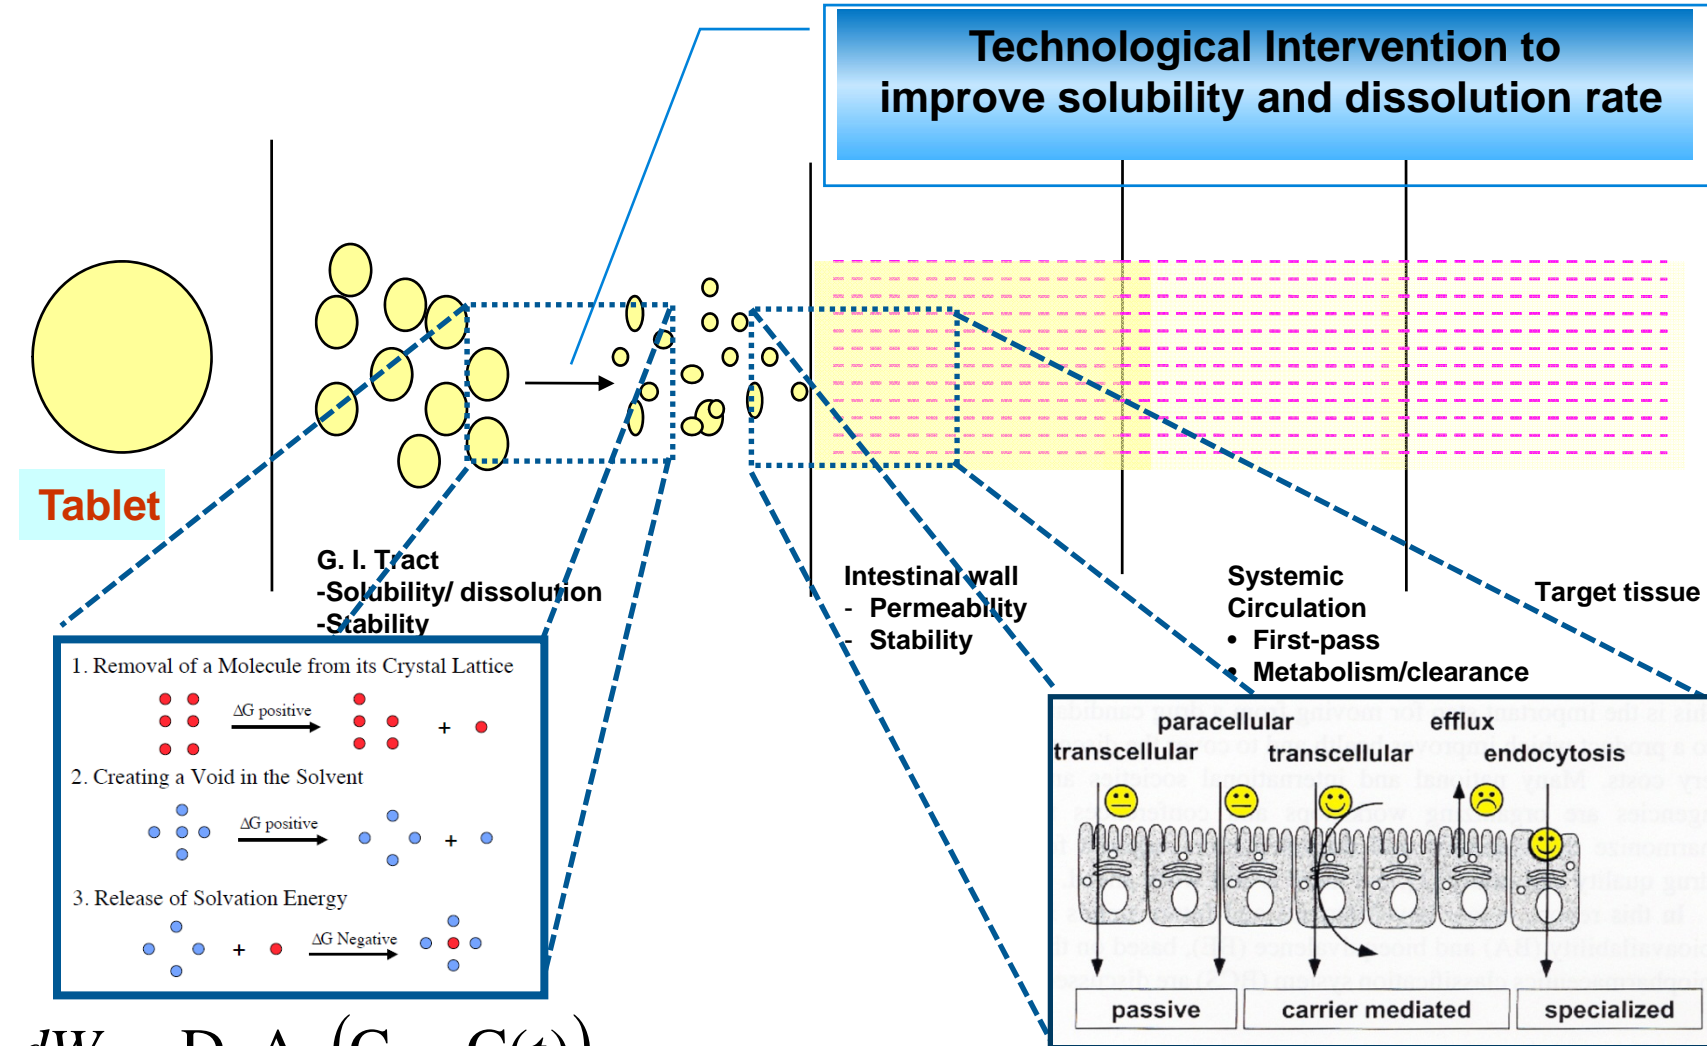 Technological Intervention to
improve solubility and dissolution rate
Tablet
G. I. Tract
-Solubility/ dissolution
-Stability
Intestinal wall
- Permeability
- Stability
Systemic
Circulation
• First-pass
• Metabolism/clearance
Target tissue
1. Removal of a Molecule from its Crystal Lattice
ΔG positive
+
2. Creating a Void in the Solvent
ΔG positive
+
3. Release of Solvation Energy
+ ΔG Negative
paracellular efflux
transcellular transcellular endocytosis
passive carrier mediated specialized
dW D A (C C(t))